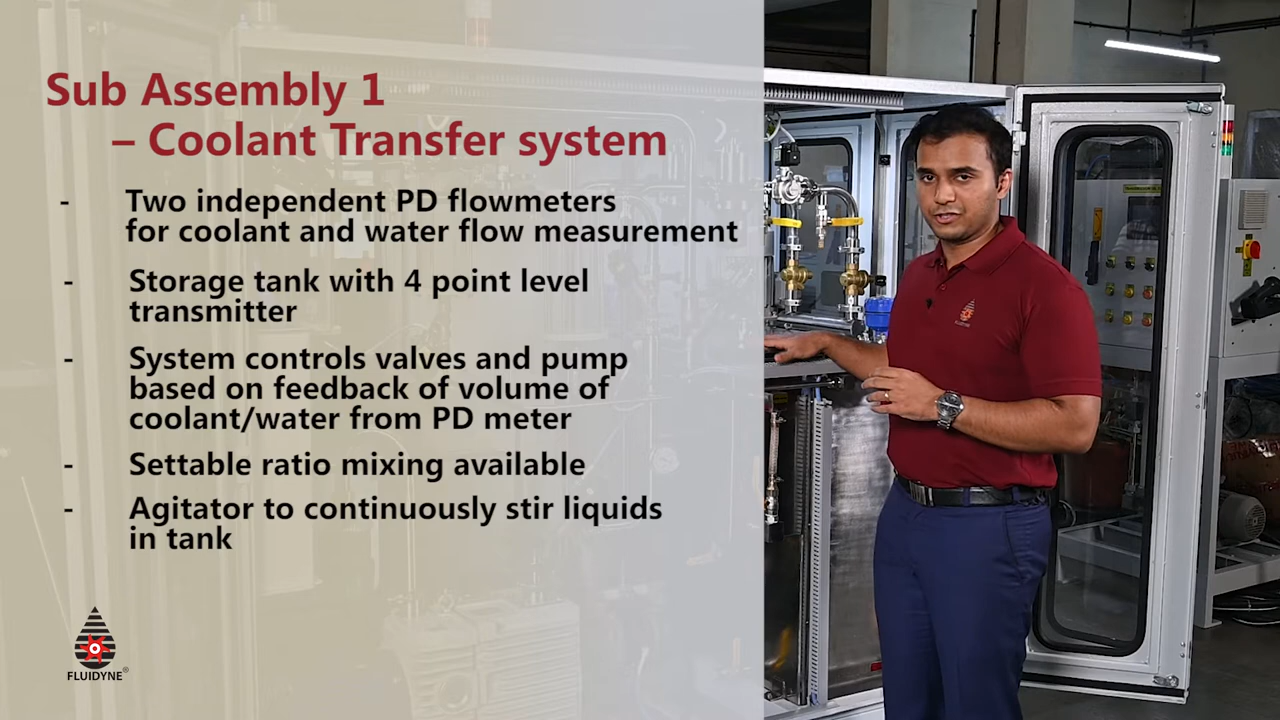 Sub Assembly 1
– Coolant Transfer system
- Two independent PD flowmeters
for coolant and water flow measurement
- Storage tank with 4 point level
transmitter
- System controls valves and pump
based on feedback of volume of
coolant/water from PD meter
- Settable ratio mixing available
- Agitator to continuously stir liquids
in tank
FLUIDYNE®
FLUIDYNE